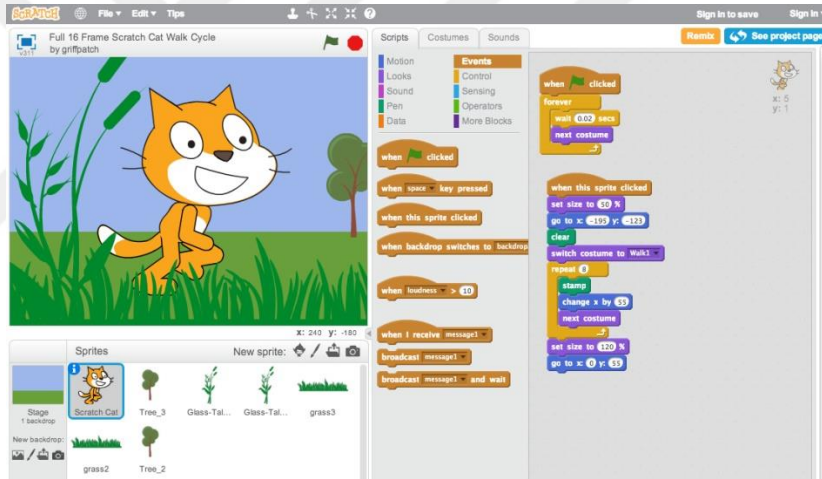 SCRATCH File Edit Tips Sign in to save Sign in
Full 16 Frame Scratch Cat Walk Cycle
by griffpatch
v311
x: 240 y: -180
Sprites New sprite:
Stage
1 backdrop
New backdrop:
Scratch Cat
Tree_3
Glass-Tal...
Glass-Tal...
grass3
grass2
Tree_2
Scripts Costumes Sounds
Remix See project page
Motion Events
Looks Control
Sound Sensing
Pen Operators
Data More Blocks
when clicked
when space key pressed
when this sprite clicked
when backdrop switches to backdrop
when loudness > 10
when I receive message1
broadcast message1
broadcast message1 and wait
when clicked
forever
wait 0.02 secs
next costume
x: 5
y: 1
when this sprite clicked
set size to 50 %
go to x: -195 y: -123
clear
switch costume to Walk1
repeat 8
stamp
change x by 55
next costume
set size to 120 %
go to x: 0 y: 55